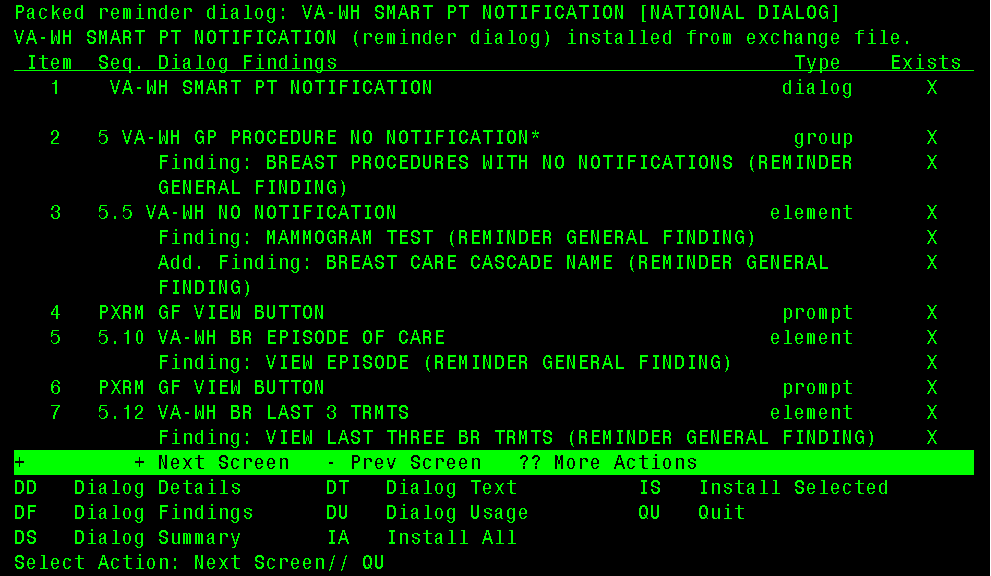 Packed reminder dialog: VA-WH SMART PT NOTIFICATION [NATIONAL DIALOG]
VA-WH SMART PT NOTIFICATION (reminder dialog) installed from exchange file.
Item Seq. Dialog Findings Type Exists
1 VA-WH SMART PT NOTIFICATION dialog X
2 5 VA-WH GP PROCEDURE NO NOTIFICATION* group X
Finding: BREAST PROCEDURES WITH NO NOTIFICATIONS (REMINDER X
GENERAL FINDING)
3 5.5 VA-WH NO NOTIFICATION element X
Finding: MAMMOGRAM TEST (REMINDER GENERAL FINDING) X
Add. Finding: BREAST CARE CASCADE NAME (REMINDER GENERAL X
FINDING)
4 PXRM GF VIEW BUTTON prompt X
5 5.10 VA-WH BR EPISODE OF CARE element X
Finding: VIEW EPISODE (REMINDER GENERAL FINDING) X
6 PXRM GF VIEW BUTTON prompt X
7 5.12 VA-WH BR LAST 3 TRMTS element X
Finding: VIEW LAST THREE BR TRMTS (REMINDER GENERAL FINDING) X
+ + Next Screen - Prev Screen ?? More Actions
DD Dialog Details DT Dialog Text IS Install Selected
DF Dialog Findings DU Dialog Usage QU Quit
DS Dialog Summary IA Install All
Select Action: Next Screen// QU